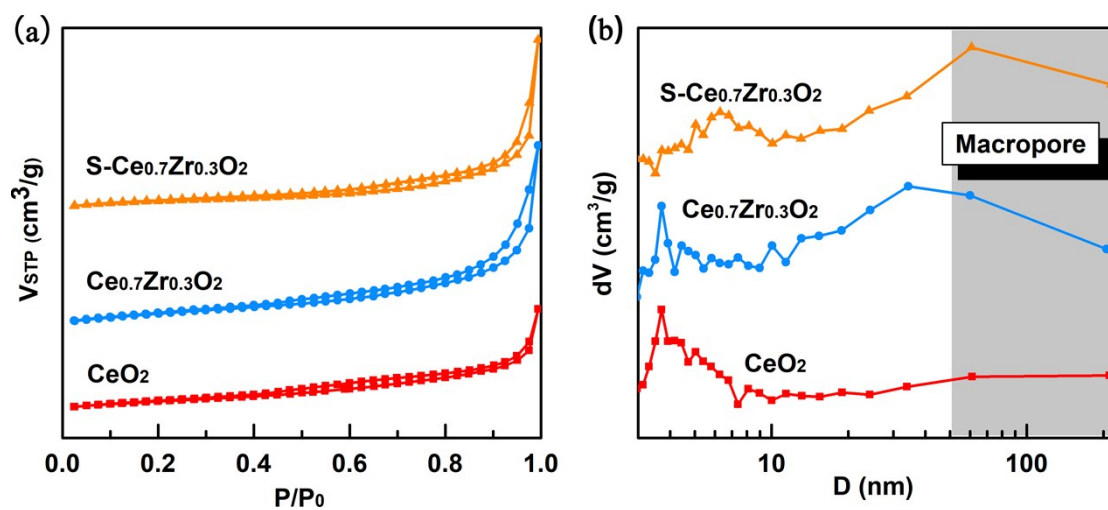 (a)
S-Ce0.7Zr0.3O2
Ce0.7Zr0.3O2
CeO2
VSTP (cm3/g)
0.0 0.2 0.4 0.6 0.8 1.0
P/P0
(b)
S-Ce0.7Zr0.3O2
Macropore
Ce0.7Zr0.3O2
CeO2
dV (cm3/g)
10 100
D (nm)